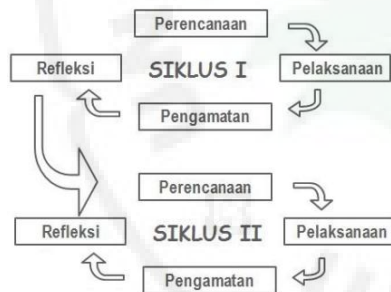 Perencanaan
Refleksi
SIKLUS I
Pelaksanaan
Pengamatan
Perencanaan
Refleksi
SIKLUS II
Pelaksanaan
Pengamatan